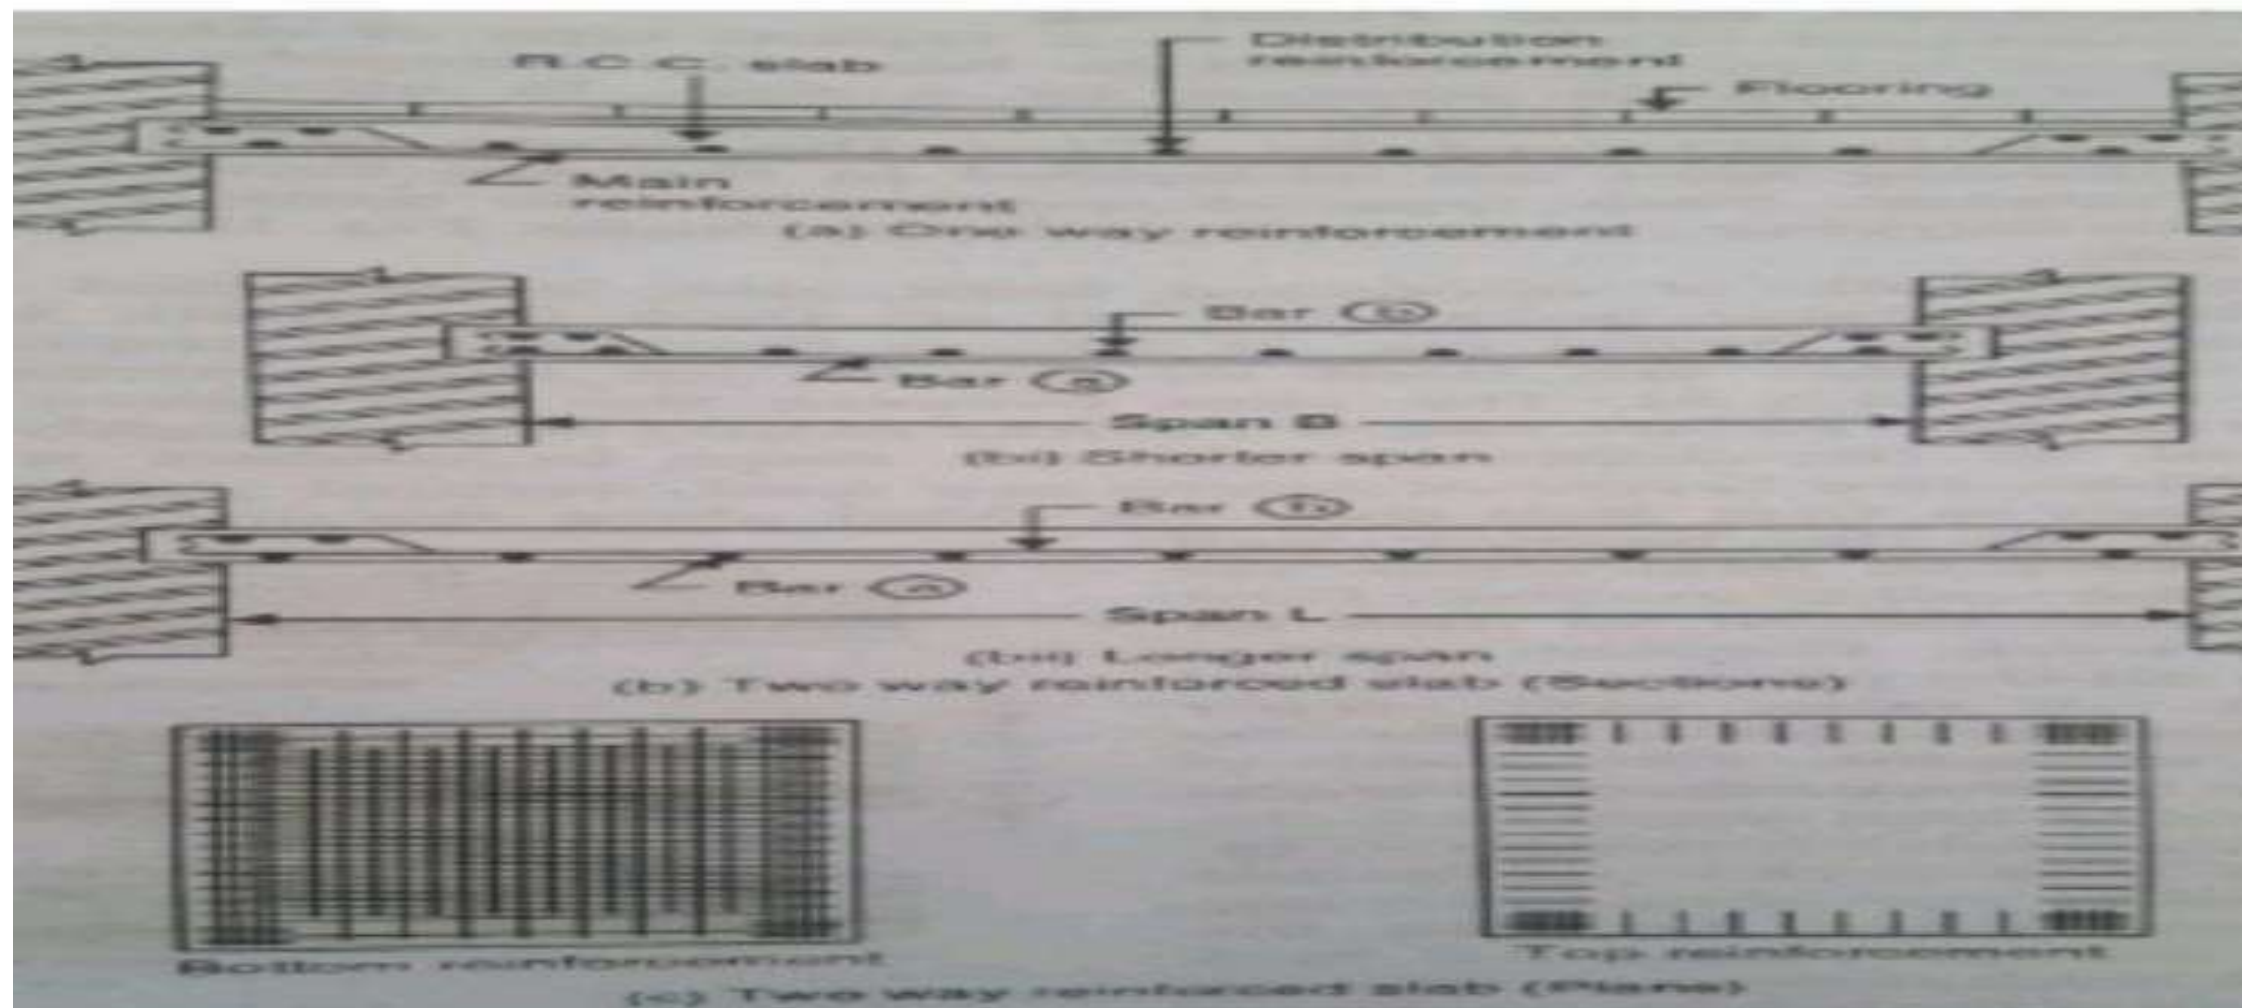 R.C.C. slab
Distribution
reinforcement
Flooring
Main
reinforcement
(a) One way reinforcement
Bar b
Bar a
Span B
(bi) Shorter span
Bar b
Bar a
Span L
(bii) Longer span
(b) Two way reinforced slab (Sections)
Bottom reinforcement
Top reinforcement
(c) Two way reinforced slab (Plans)